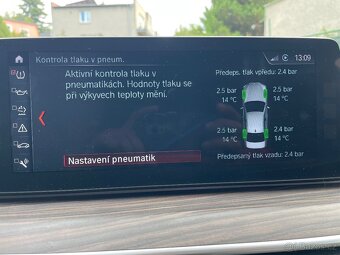 Kontrola tlaku v pneum.
13:09
Aktivní kontrola tlaku v
pneumatikách. Hodnoty tlaku se
při výkyvech teploty mění.
Předeps. tlak vpředu: 2.4 bar
2.5 bar
14 °C
2.5 bar
14 °C
2.5 bar
14 °C
2.4 bar
14 °C
Předepsaný tlak vzadu: 2.4 bar
Nastavení pneumatik